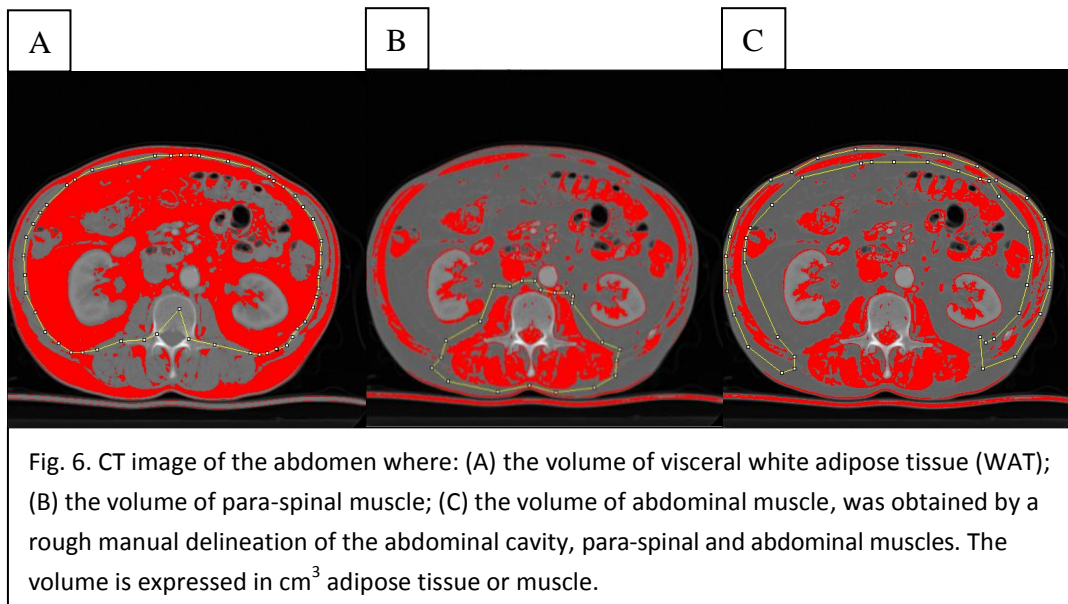 A
B
C
Fig. 6. CT image of the abdomen where: (A) the volume of visceral white adipose tissue (WAT);
(B) the volume of para-spinal muscle; (C) the volume of abdominal muscle, was obtained by a
rough manual delineation of the abdominal cavity, para-spinal and abdominal muscles. The
volume is expressed in cm³ adipose tissue or muscle.